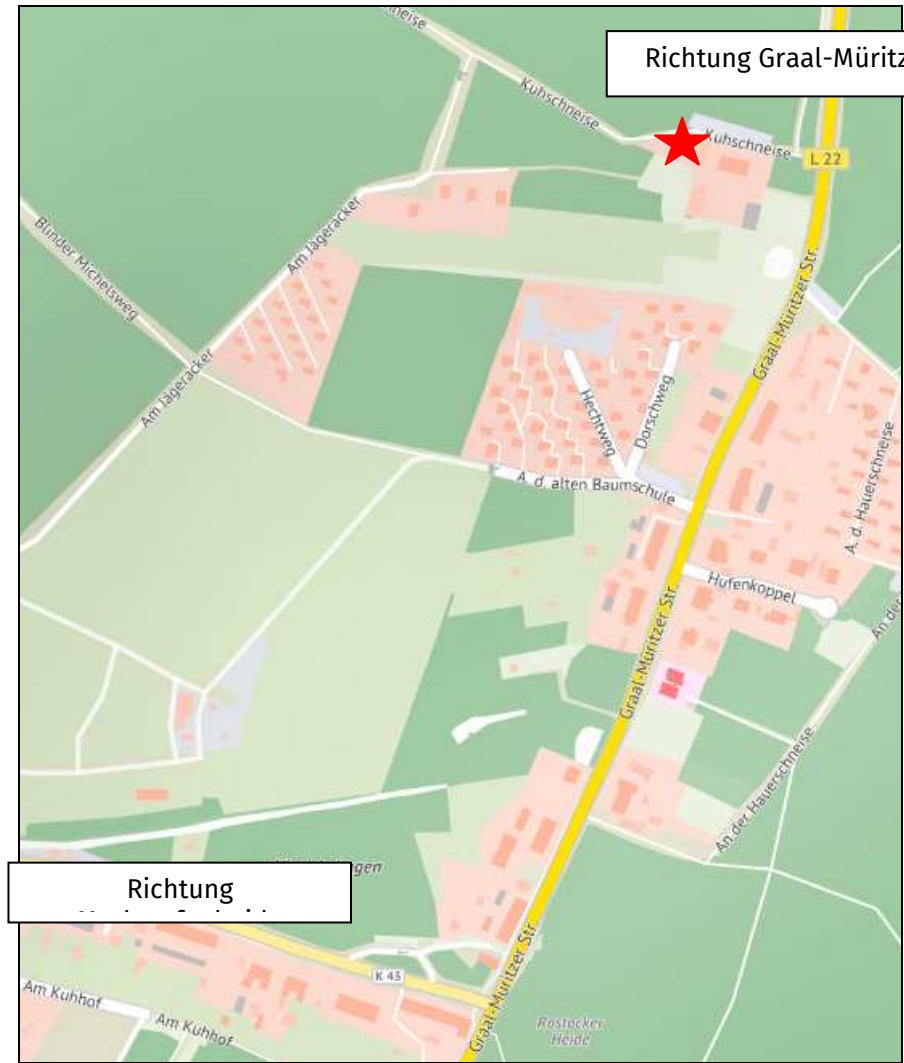 Richtung Graal-Müritz
Kuhschneise
Kuhschneise
L 22
Am Jägeracker
Blinder Michelsweg
Graal-Müritzer Str.
Am Jägeracker
Hechtweg
Dorschweg
A. d. alten Baumschule
A. d. Hauerschneise
Hufenkoppel
An der
Graal-Müritzer Str.
An der Hauerschneise
Richtung
K 43
Am Kuhhof
Am Kuhhof
Graal-Müritzer Str.
Rostocker
Heide